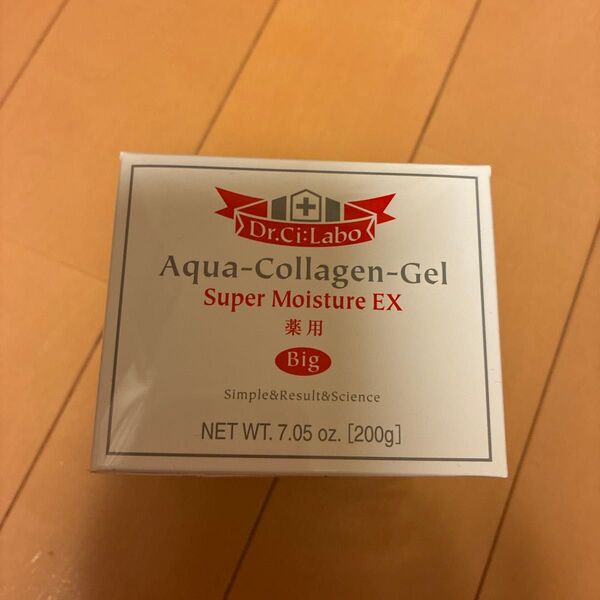 Dr.Ci:Labo
Aqua-Collagen-Gel
Super Moisture EX
薬用
Big
Simple&Result&Science
NET WT. 7.05 oz. [200g]